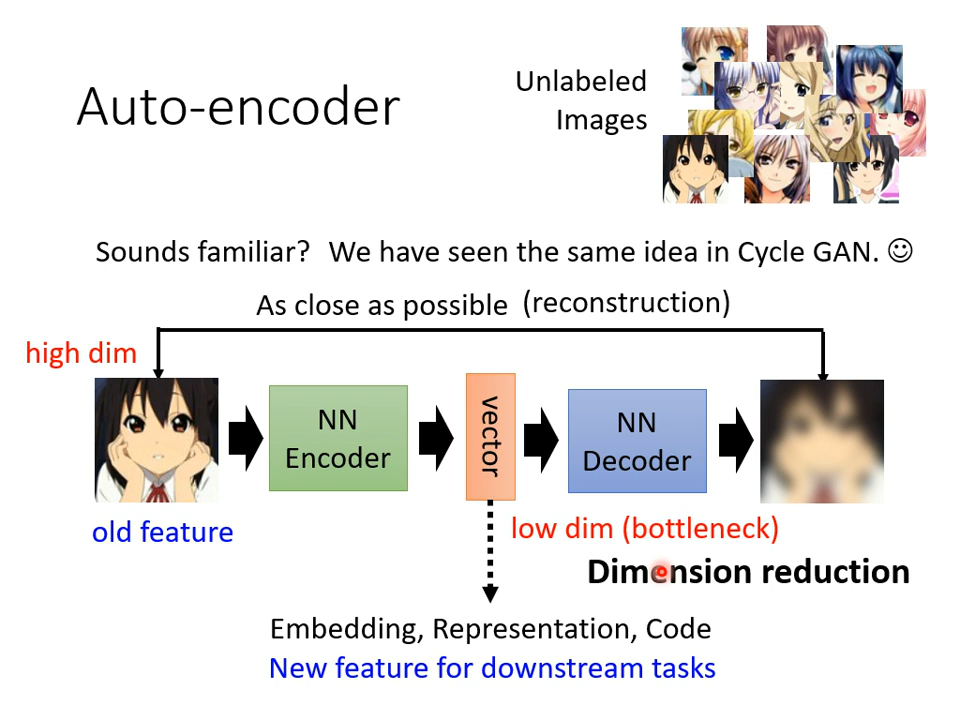 Auto-encoder
Unlabeled
Images
Sounds familiar? We have seen the same idea in Cycle GAN. ☺
As close as possible (reconstruction)
high dim
NN
Encoder
vector
NN
Decoder
old feature
low dim (bottleneck)
Dimension reduction
Embedding, Representation, Code
New feature for downstream tasks